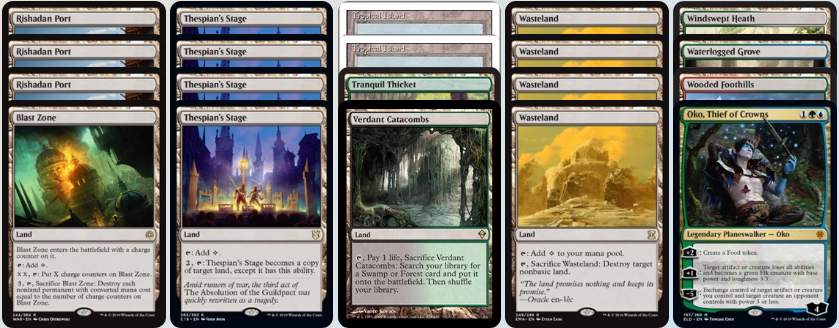 Rishadan Port
Rishadan Port
Rishadan Port
Blast Zone
Land
Blast Zone enters the battlefield with a charge
counter on it.
: Add
X X, : Put X charge counters on Blast Zone.
3, , Sacrifice Blast Zone: Destroy each
nonland permanent with converted mana
cost equal to the number of charge counters on
Blast Zone.
Thespian's Stage
Thespian's Stage
Thespian's Stage
Thespian's Stage
Land
: Add
2, : Thespian's Stage becomes a copy
of target land, except it has this ability.
Amid rumors of war, the third act of
The Absolution of the Guildpact was
quickly rewritten as a tragedy.
Tropical Island
Tropical Island
Tranquil Thicket
Verdant Catacombs
Land
, Pay 1 life, Sacrifice Verdant
Catacombs: Search your library
for a Swamp or Forest card and put it
onto the battlefield. Then shuffle
your library.
Wasteland
Wasteland
Wasteland
Wasteland
Land
: Add to your mana pool.
, Sacrifice Wasteland: Destroy target
nonbasic land.
"The land promises nothing and keeps its
promise."
—Oracle en-Vec
Windswept Heath
Waterlogged Grove
Wooded Foothills
Oko, Thief of Crowns 1
Legendary Planeswalker — Oko
+2 : Create a Food token.
+1 : Target artifact or creature loses all abilities
and becomes a green Elk creature with base
power and toughness 3/3.
-5 : Exchange control of target artifact or creature
you control and target creature an opponent
controls with power 3 or less.
4